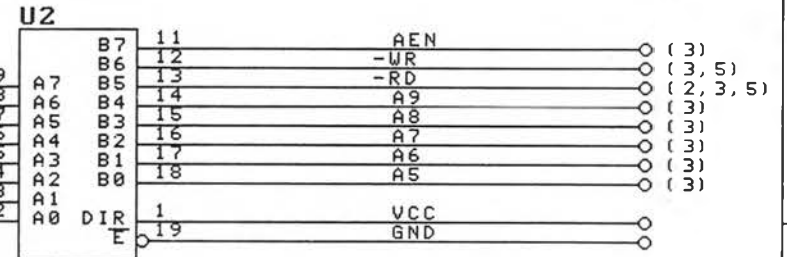 U2
B7 11 AEN (3)
B6 12 -WR (3,5)
A7 B5 13 -RD (2,3,5)
A6 B4 14 A9 (3)
A5 B3 15 A8 (3)
A4 B2 16 A7 (3)
A3 B1 17 A6 (3)
A2 B0 18 A5 (3)
A1
A0 DIR 1 VCC
E 19 GND